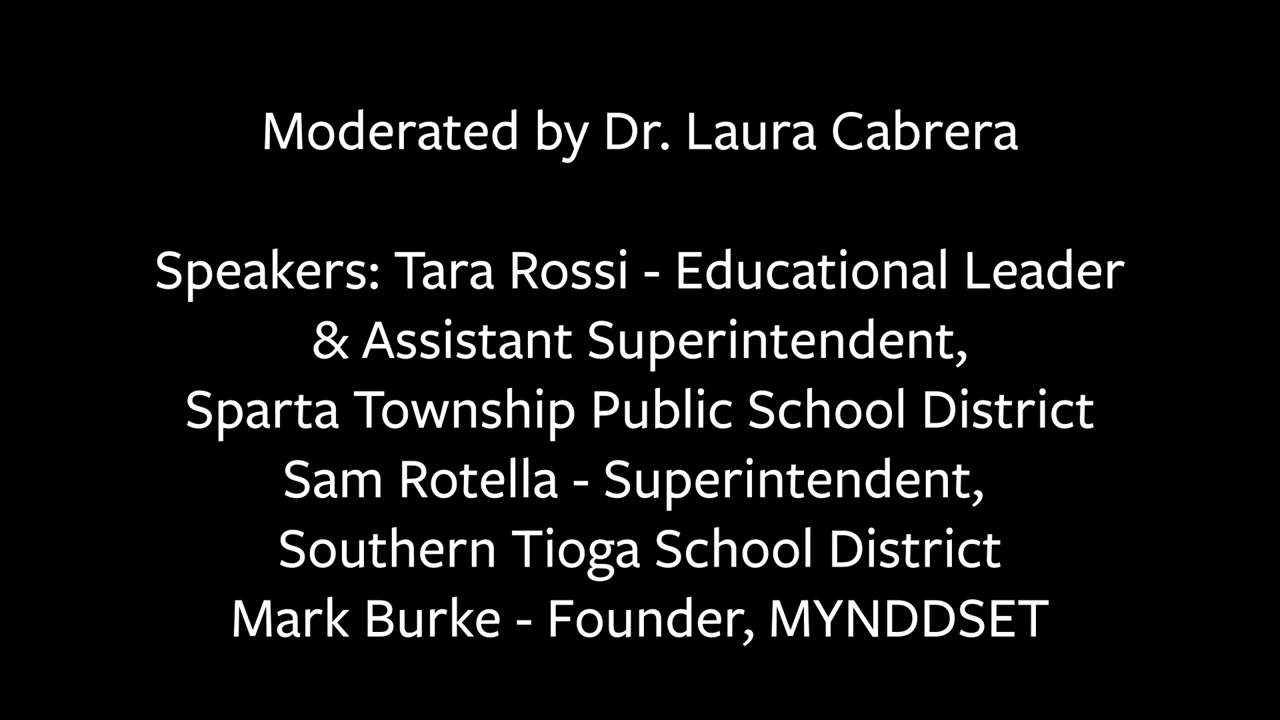 Moderated by Dr. Laura Cabrera
Speakers: Tara Rossi - Educational Leader
& Assistant Superintendent,
Sparta Township Public School District
Sam Rotella - Superintendent,
Southern Tioga School District
Mark Burke - Founder, MYNDDSET